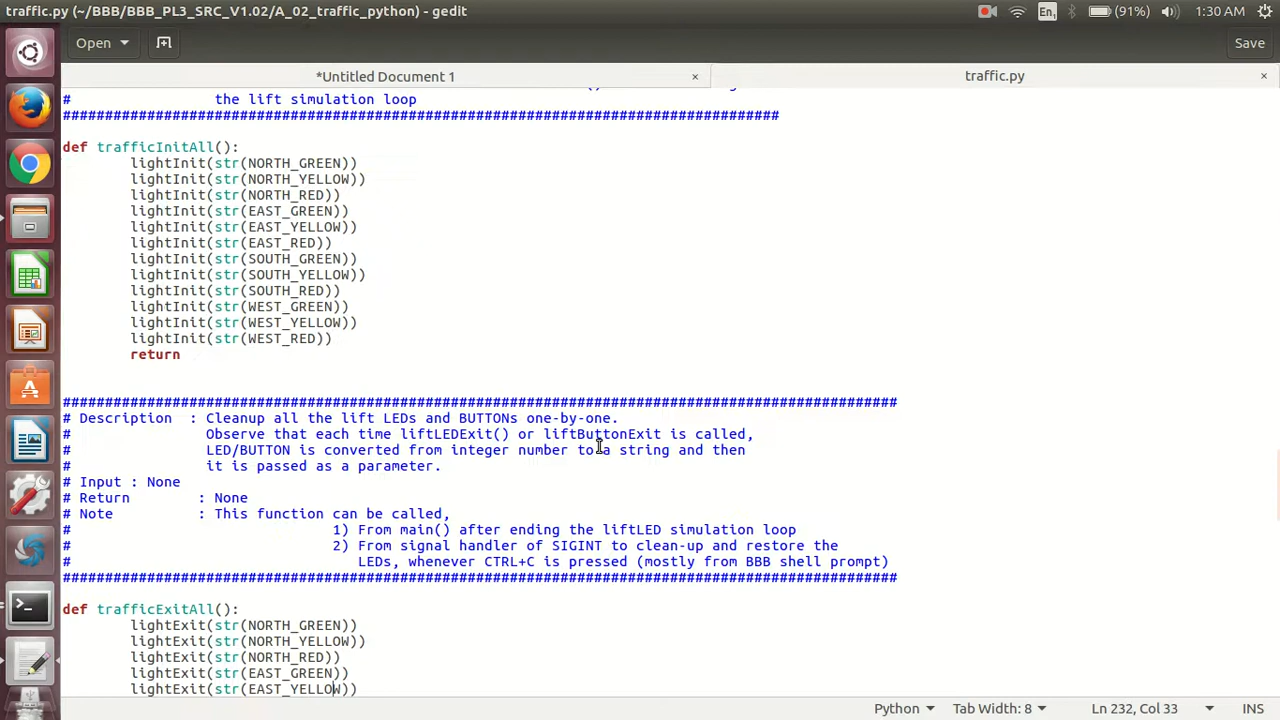 traffic.py (~/BBB/BBB_PL3_SRC_V1.02/A_02_traffic_python) - gedit
En1 (91%) 1:30 AM
Open Save
*Untitled Document 1 × traffic.py ×
# the lift simulation loop
#####################################################################################
def trafficInitAll():
lightInit(str(NORTH_GREEN))
lightInit(str(NORTH_YELLOW))
lightInit(str(NORTH_RED))
lightInit(str(EAST_GREEN))
lightInit(str(EAST_YELLOW))
lightInit(str(EAST_RED))
lightInit(str(SOUTH_GREEN))
lightInit(str(SOUTH_YELLOW))
lightInit(str(SOUTH_RED))
lightInit(str(WEST_GREEN))
lightInit(str(WEST_YELLOW))
lightInit(str(WEST_RED))
return
###################################################################################################
# Description : Cleanup all the lift LEDs and BUTTONs one-by-one.
# Observe that each time liftLEDExit() or liftButtonExit is called,
# LED/BUTTON is converted from integer number to a string and then
# it is passed as a parameter.
# Input : None
# Return : None
# Note : This function can be called,
# 1) From main() after ending the liftLED simulation loop
# 2) From signal handler of SIGINT to clean-up and restore the
# LEDs, whenever CTRL+C is pressed (mostly from BBB shell prompt)
###################################################################################################
def trafficExitAll():
lightExit(str(NORTH_GREEN))
lightExit(str(NORTH_YELLOW))
lightExit(str(NORTH_RED))
lightExit(str(EAST_GREEN))
lightExit(str(EAST_YELLOW))
Python Tab Width: 8 Ln 232, Col 33 INS